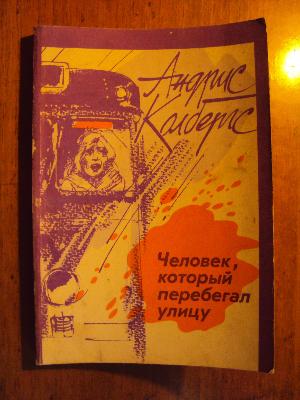 Андрис
Колбергс
Человек,
который
перебегал
улицу